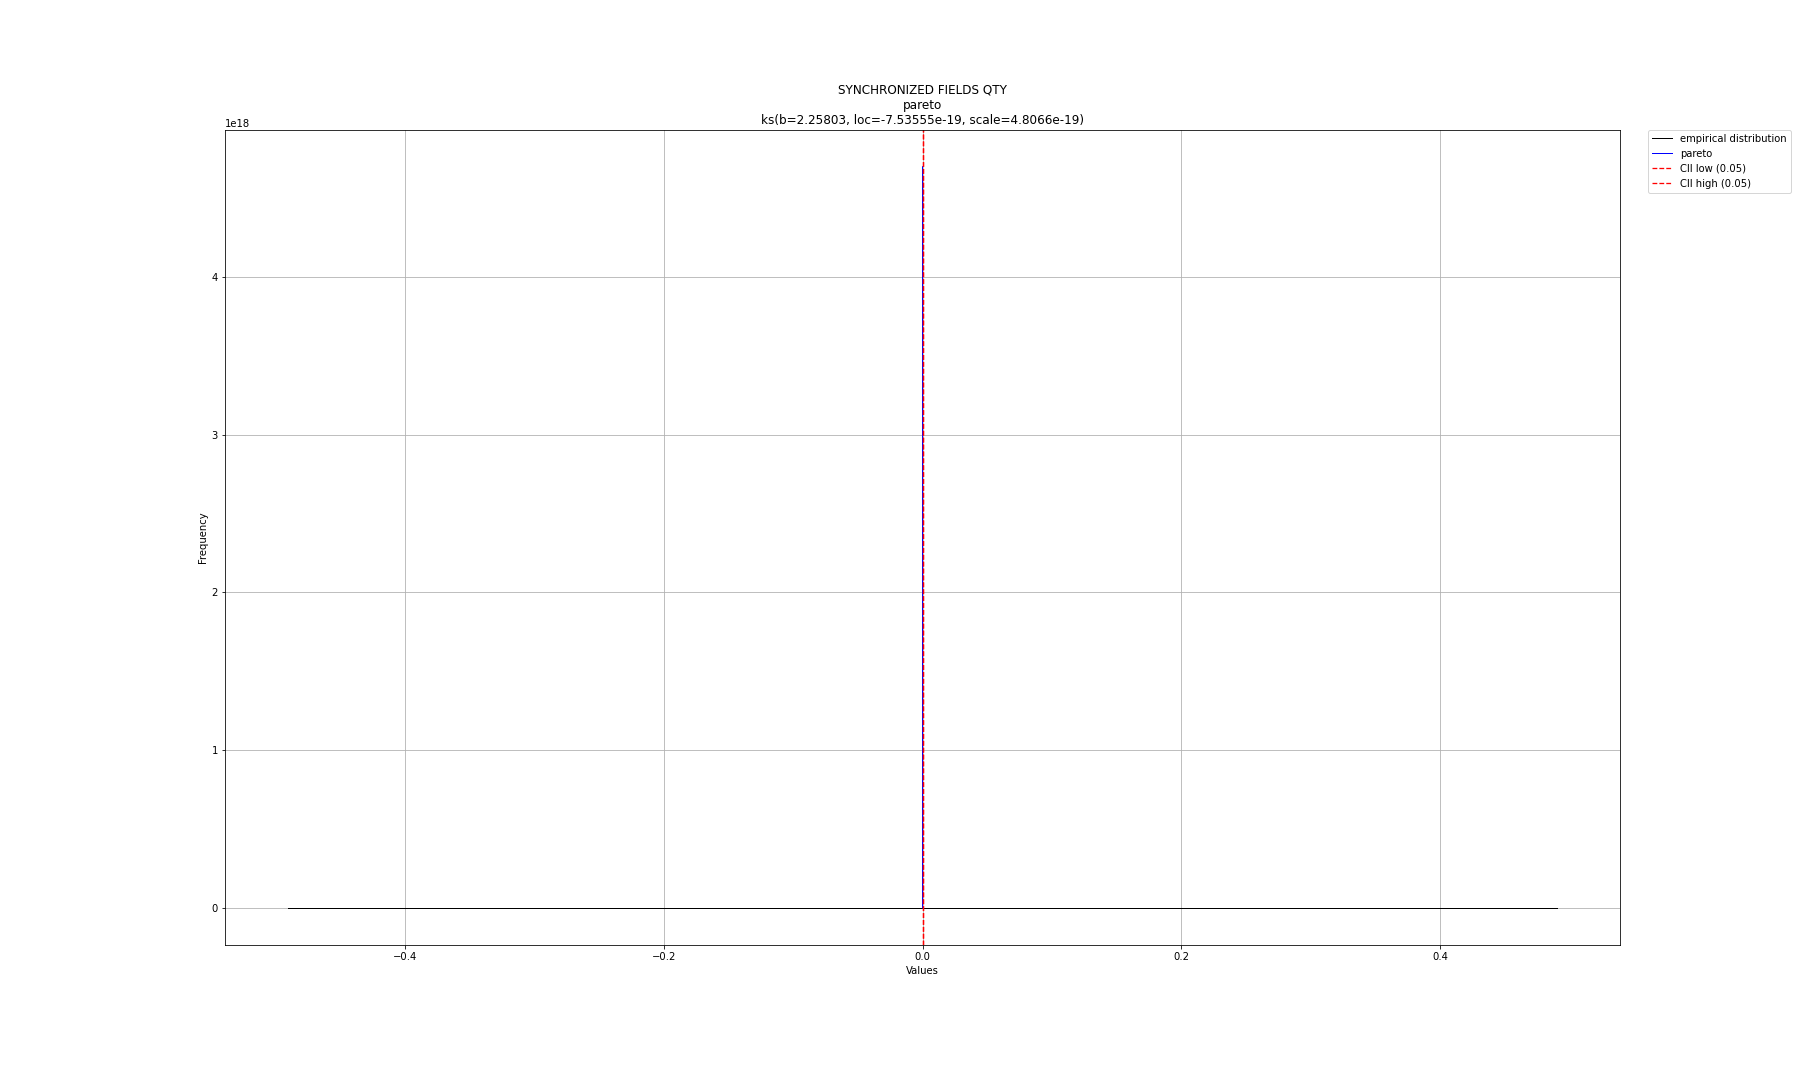 SYNCHRONIZED FIELDS QTY
pareto
ks(b=2.25803, loc=-7.53555e-19, scale=4.8066e-19)
1e18
empirical distribution
pareto
CII low (0.05)
CII high (0.05)
4
3
2
1
0
Frequency
−0.4 −0.2 0.0 0.2 0.4
Values